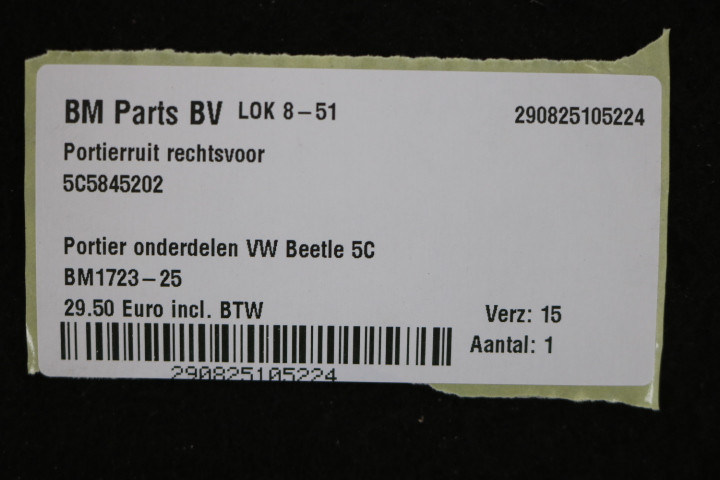 BM Parts BV LOK 8-51 290825105224
Portierruit rechtsvoor
5C5845202
Portier onderdelen VW Beetle 5C
BM1723-25
29.50 Euro incl. BTW Verz: 15
Aantal: 1
290825105224